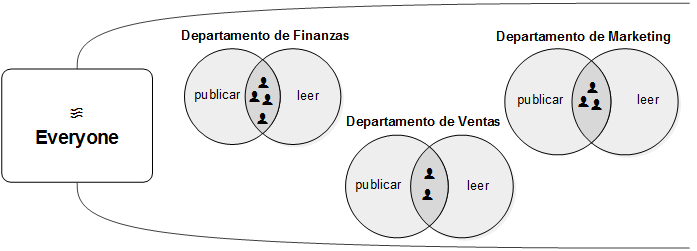 Everyone
Departamento de Finanzas
publicar
leer
Departamento de Ventas
publicar
leer
Departamento de Marketing
publicar
leer